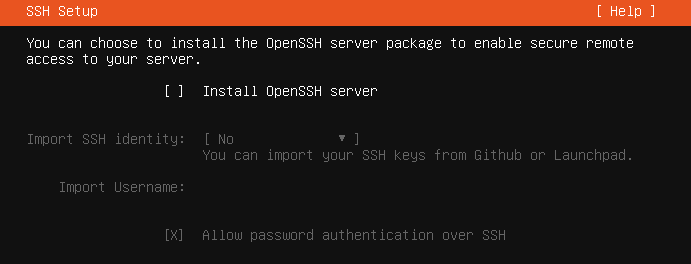 SSH Setup [ Help ]
You can choose to install the OpenSSH server package to enable secure remote
access to your server.
[ ] Install OpenSSH server
Import SSH identity: [ No ▼ ]
You can import your SSH keys from Github or Launchpad.
Import Username:
[X] Allow password authentication over SSH